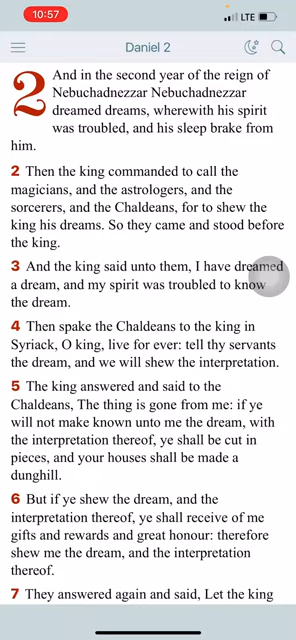 10:57
LTE
Daniel 2
2 And in the second year of the reign of
Nebuchadnezzar Nebuchadnezzar
dreamed dreams, wherewith his spirit
was troubled, and his sleep brake from
him.
2 Then the king commanded to call the
magicians, and the astrologers, and the
sorcerers, and the Chaldeans, for to shew the
king his dreams. So they came and stood before
the king.
3 And the king said unto them, I have dreamed
a dream, and my spirit was troubled to know
the dream.
4 Then spake the Chaldeans to the king in
Syriack, O king, live for ever: tell thy servants
the dream, and we will shew the interpretation.
5 The king answered and said to the
Chaldeans, The thing is gone from me: if ye
will not make known unto me the dream,
with the interpretation thereof, ye shall be cut in
pieces, and your houses shall be made a
dunghill.
6 But if ye shew the dream, and the
interpretation thereof, ye shall receive of me
gifts and rewards and great honour: therefore
shew me the dream, and the interpretation
thereof.
7 They answered again and said, Let the king